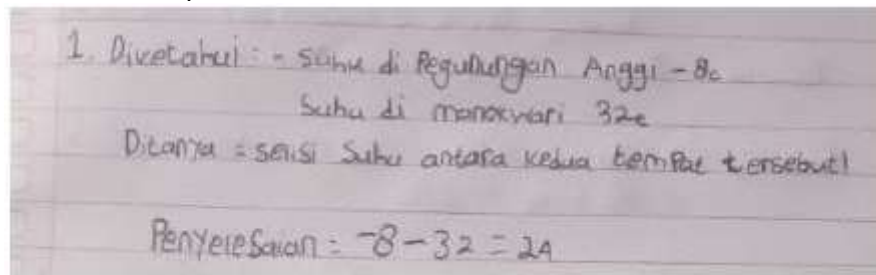 1. Diketahui : - Suhu di Pegunungan Anggi -8c
Suhu di manokwari 32c
Ditanya = selisi Suhu antara kedua tempat tersebut!
Penyelesaian = -8 - 32 = 24